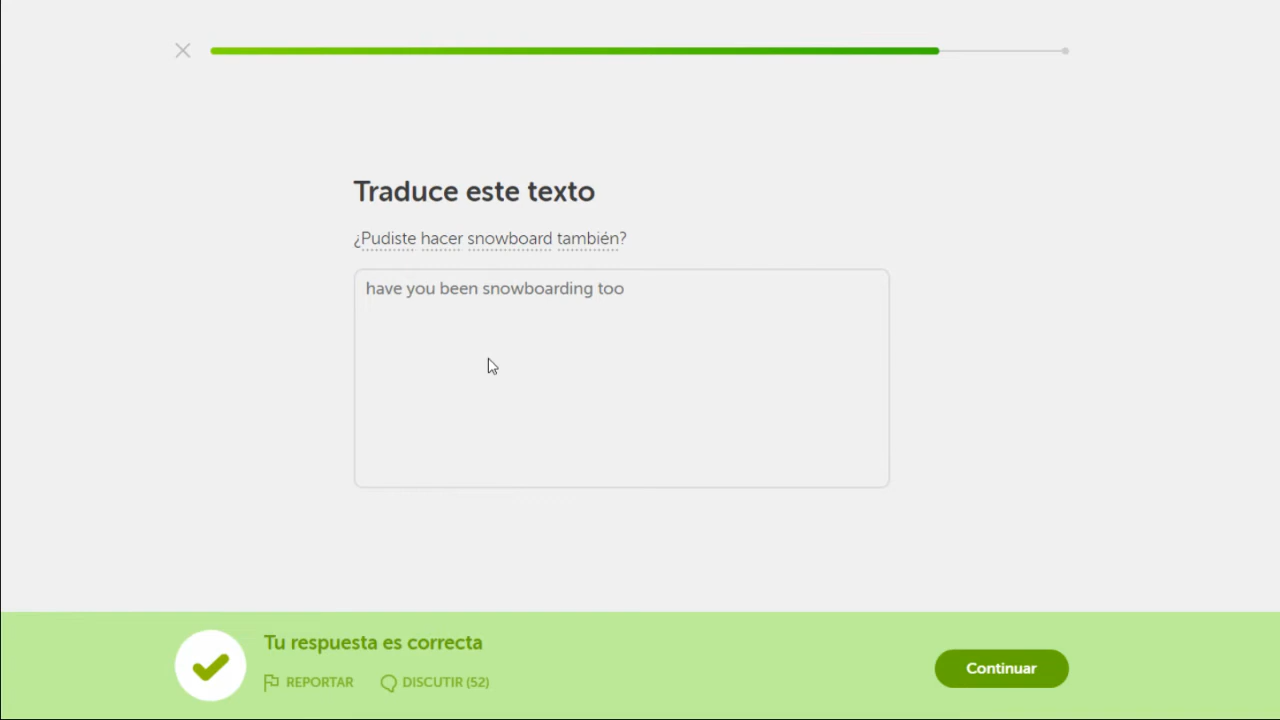 Traduce este texto
¿Pudiste hacer snowboard también?
have you been snowboarding too
Tu respuesta es correcta
REPORTAR DISCUTIR (52)
Continuar